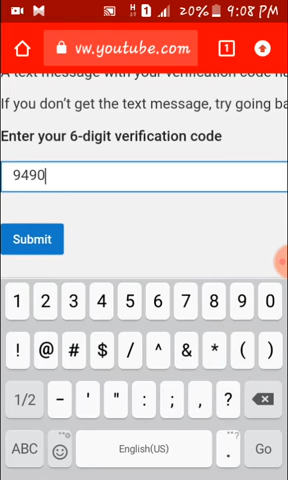 H
1
20% 9:08 PM
vw.youtube.com
1
A text message with your verification code ha
If you don't get the text message, try going ba
Enter your 6-digit verification code
9490
Submit
1 2 3 4 5 6 7 8 9 0
! @ # $ / ^ & * ( )
1/2 - ' " : ; , ?
ABC English(US) . Go